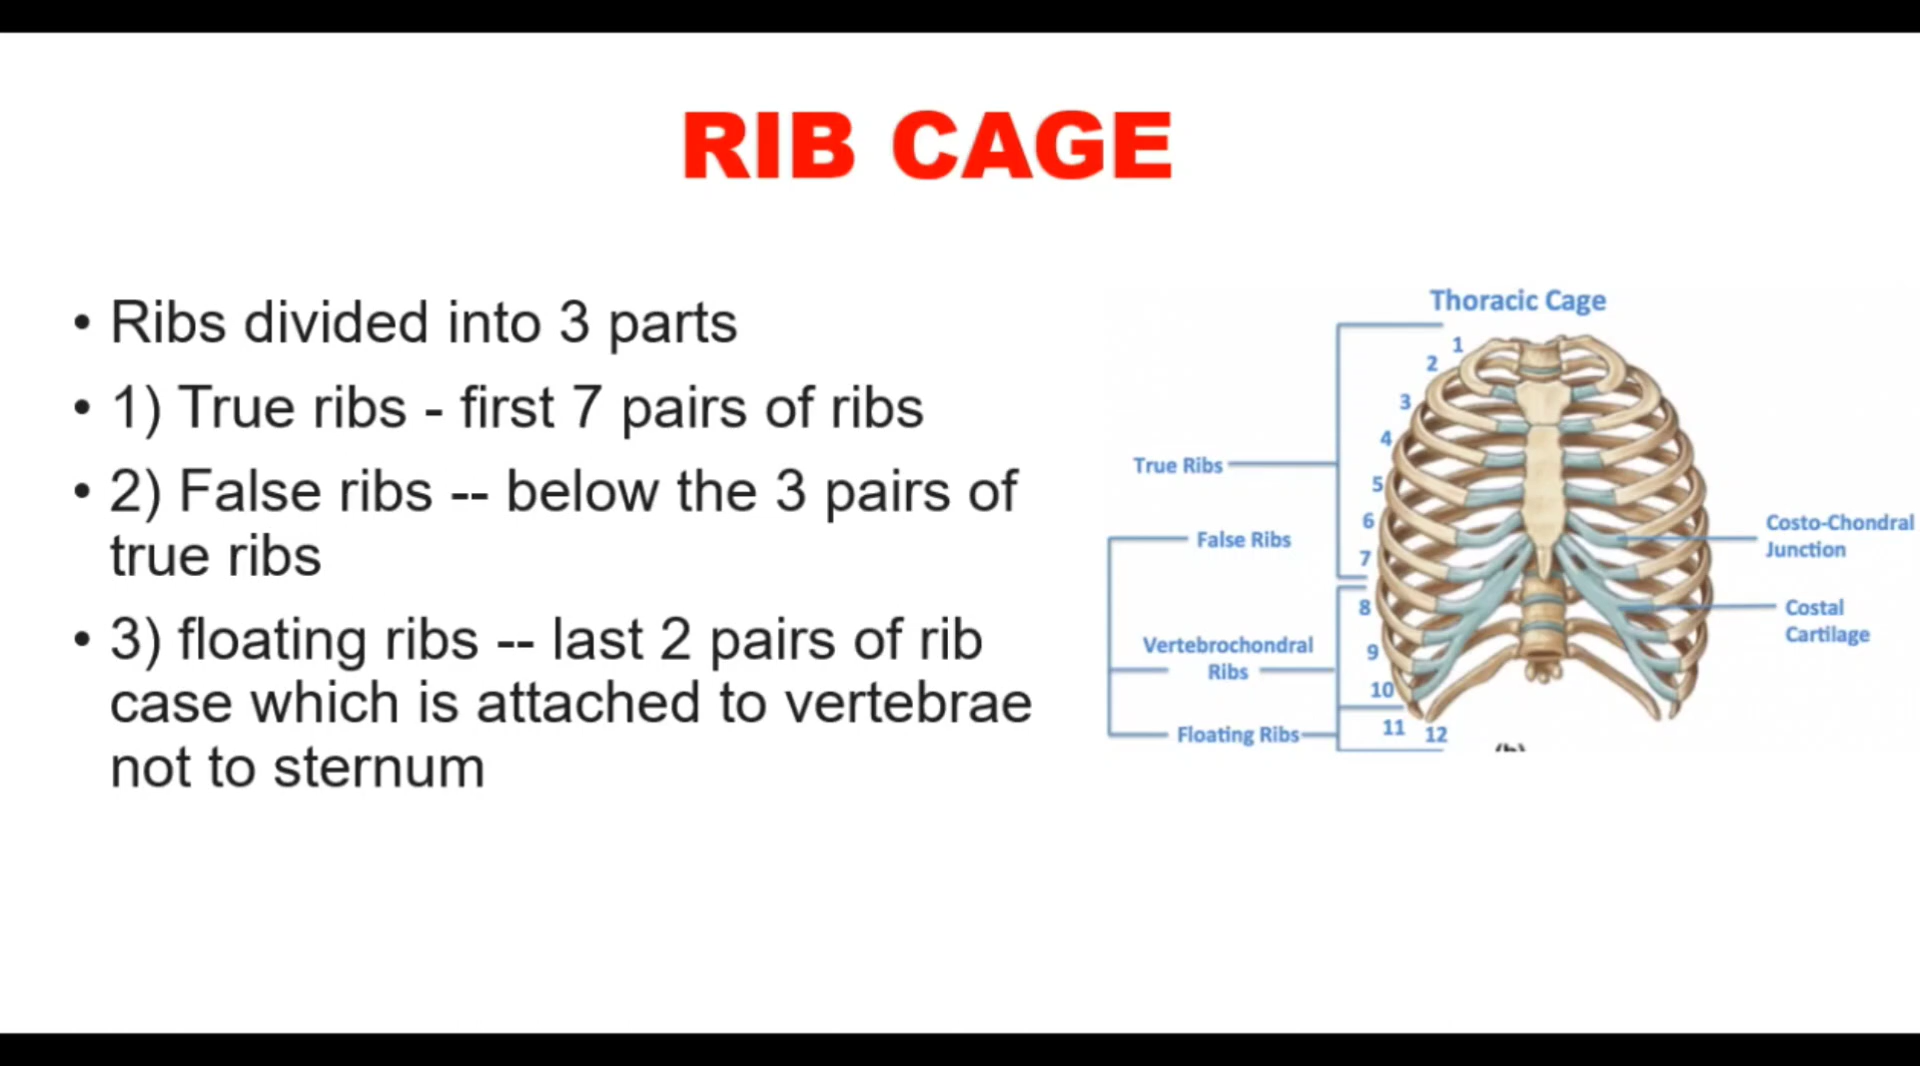 RIB CAGE
• Ribs divided into 3 parts
• 1) True ribs - first 7 pairs of ribs
• 2) False ribs -- below the 3 pairs of
true ribs
• 3) floating ribs -- last 2 pairs of rib
case which is attached to vertebrae
not to sternum
Thoracic Cage
1
2
3
4
True Ribs
5
6
Costo-Chondral
Junction
False Ribs
7
8
Costal
Cartilage
Vertebrochondral
Ribs
9
10
11
12
Floating Ribs